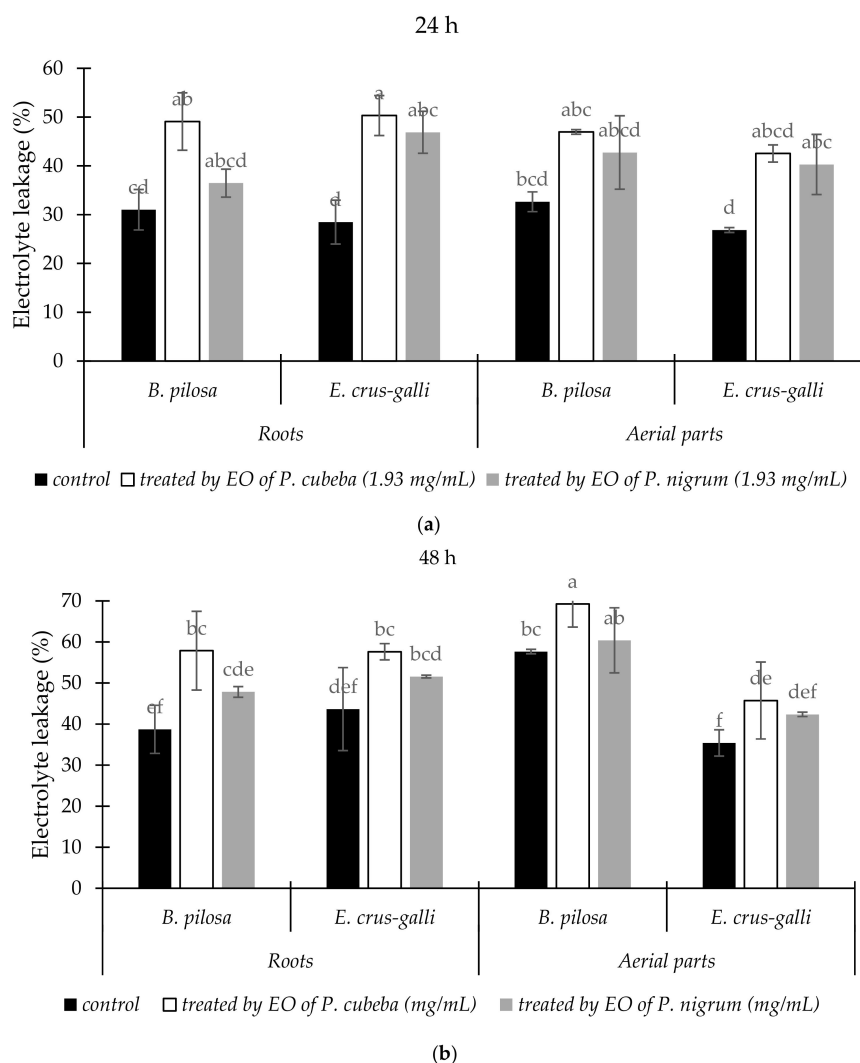 24 h
Electrolyte leakage (%)
60
50
40
30
20
10
0
ab
a
abc
abc
abcd
abcd
abcd
abc
cd
d
bcd
d
B. pilosa E. crus-galli B. pilosa E. crus-galli
Roots Aerial parts
control treated by EO of P. cubeba (1.93 mg/mL) treated by EO of P. nigrum (1.93 mg/mL)
(a)
48 h
Electrolyte leakage (%)
70
60
50
40
30
20
10
0
a
bc
bc
bc
ab
cde
bcd
ef
def
de
def
f
B. pilosa E. crus-galli B. pilosa E. crus-galli
Roots Aerial parts
control treated by EO of P. cubeba (mg/mL) treated by EO of P. nigrum (mg/mL)
(b)